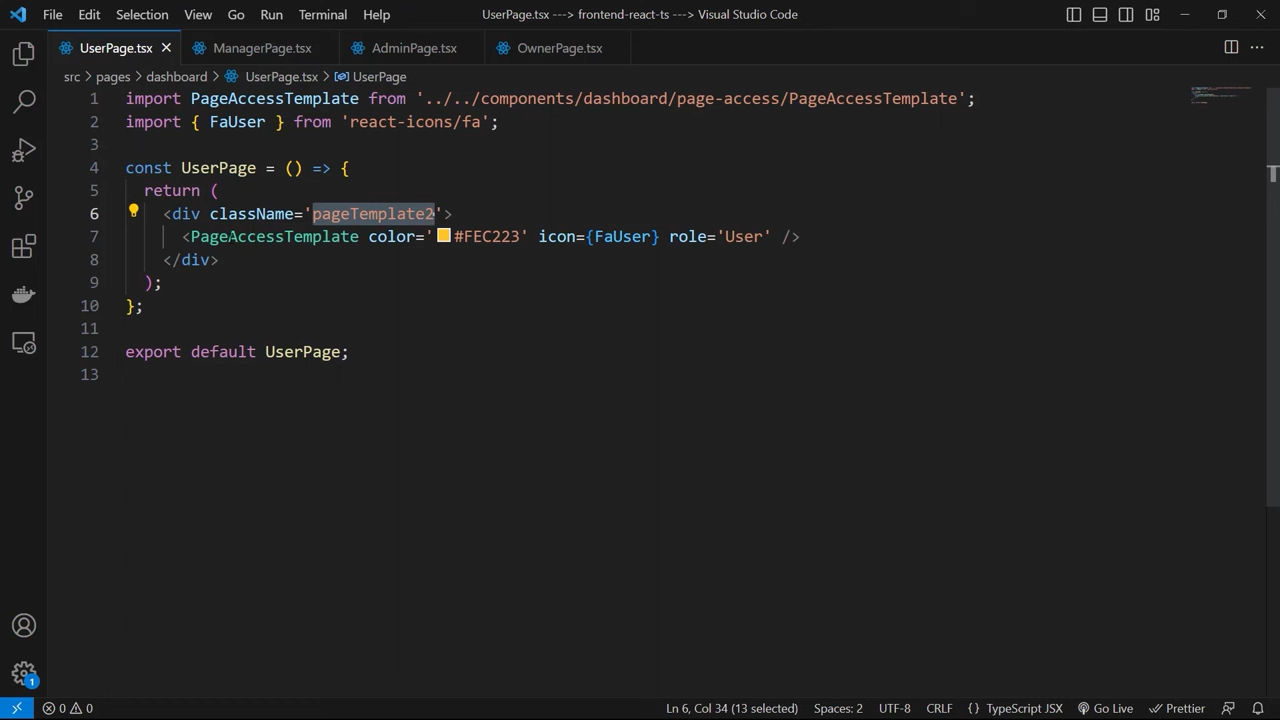 File Edit Selection View Go Run Terminal Help UserPage.tsx ---> frontend-react-ts ---> Visual Studio Code
UserPage.tsx ManagerPage.tsx AdminPage.tsx OwnerPage.tsx
src > pages > dashboard > UserPage.tsx > UserPage
1 import PageAccessTemplate from '../../components/dashboard/page-access/PageAccessTemplate';
2 import { FaUser } from 'react-icons/fa';
3
4 const UserPage = () => {
5 return (
6 <div className='pageTemplate2'>
7 <PageAccessTemplate color='#FEC223' icon={FaUser} role='User' />
8 </div>
9 );
10 };
11
12 export default UserPage;
13
1
0 0 Ln 6, Col 34 (13 selected) Spaces: 2 UTF-8 CRLF {} TypeScript JSX Go Live Prettier